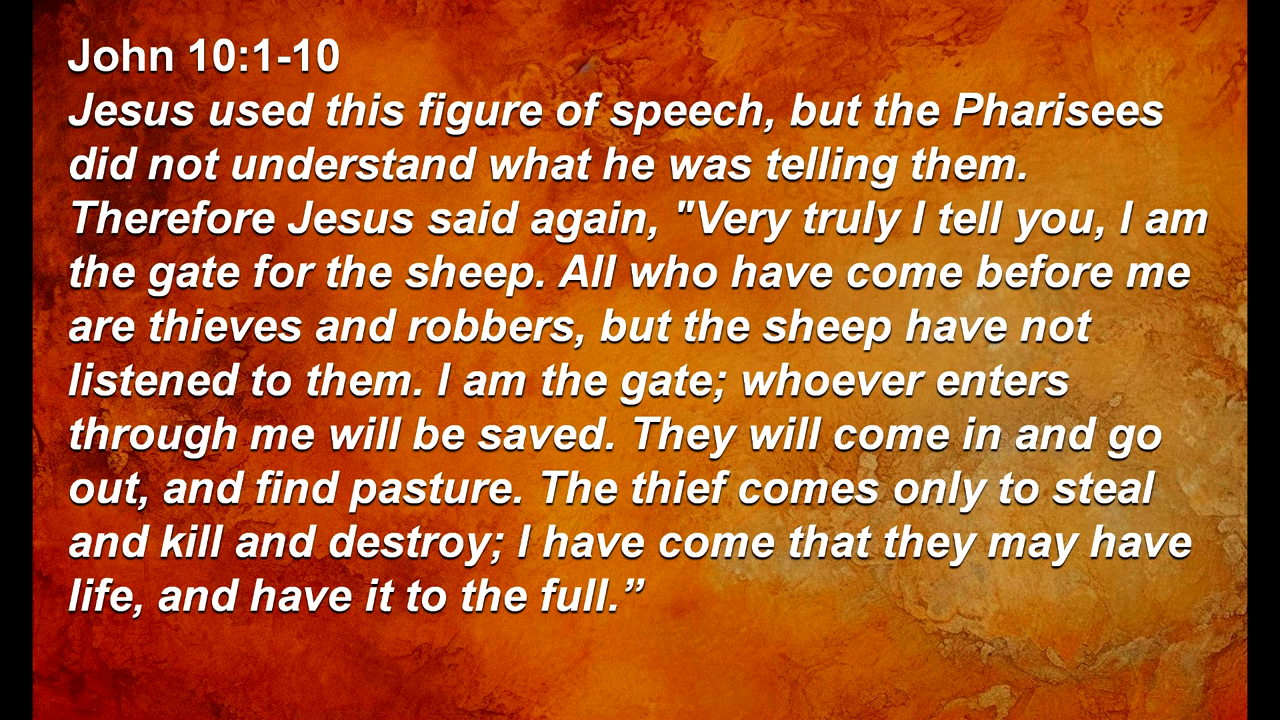 John 10:1-10
Jesus used this figure of speech, but the Pharisees
did not understand what he was telling them.
Therefore Jesus said again, "Very truly I tell you, I am
the gate for the sheep. All who have come before me
are thieves and robbers, but the sheep have not
listened to them. I am the gate; whoever enters
through me will be saved. They will come in and go
out, and find pasture. The thief comes only to steal
and kill and destroy; I have come that they may have
life, and have it to the full.”